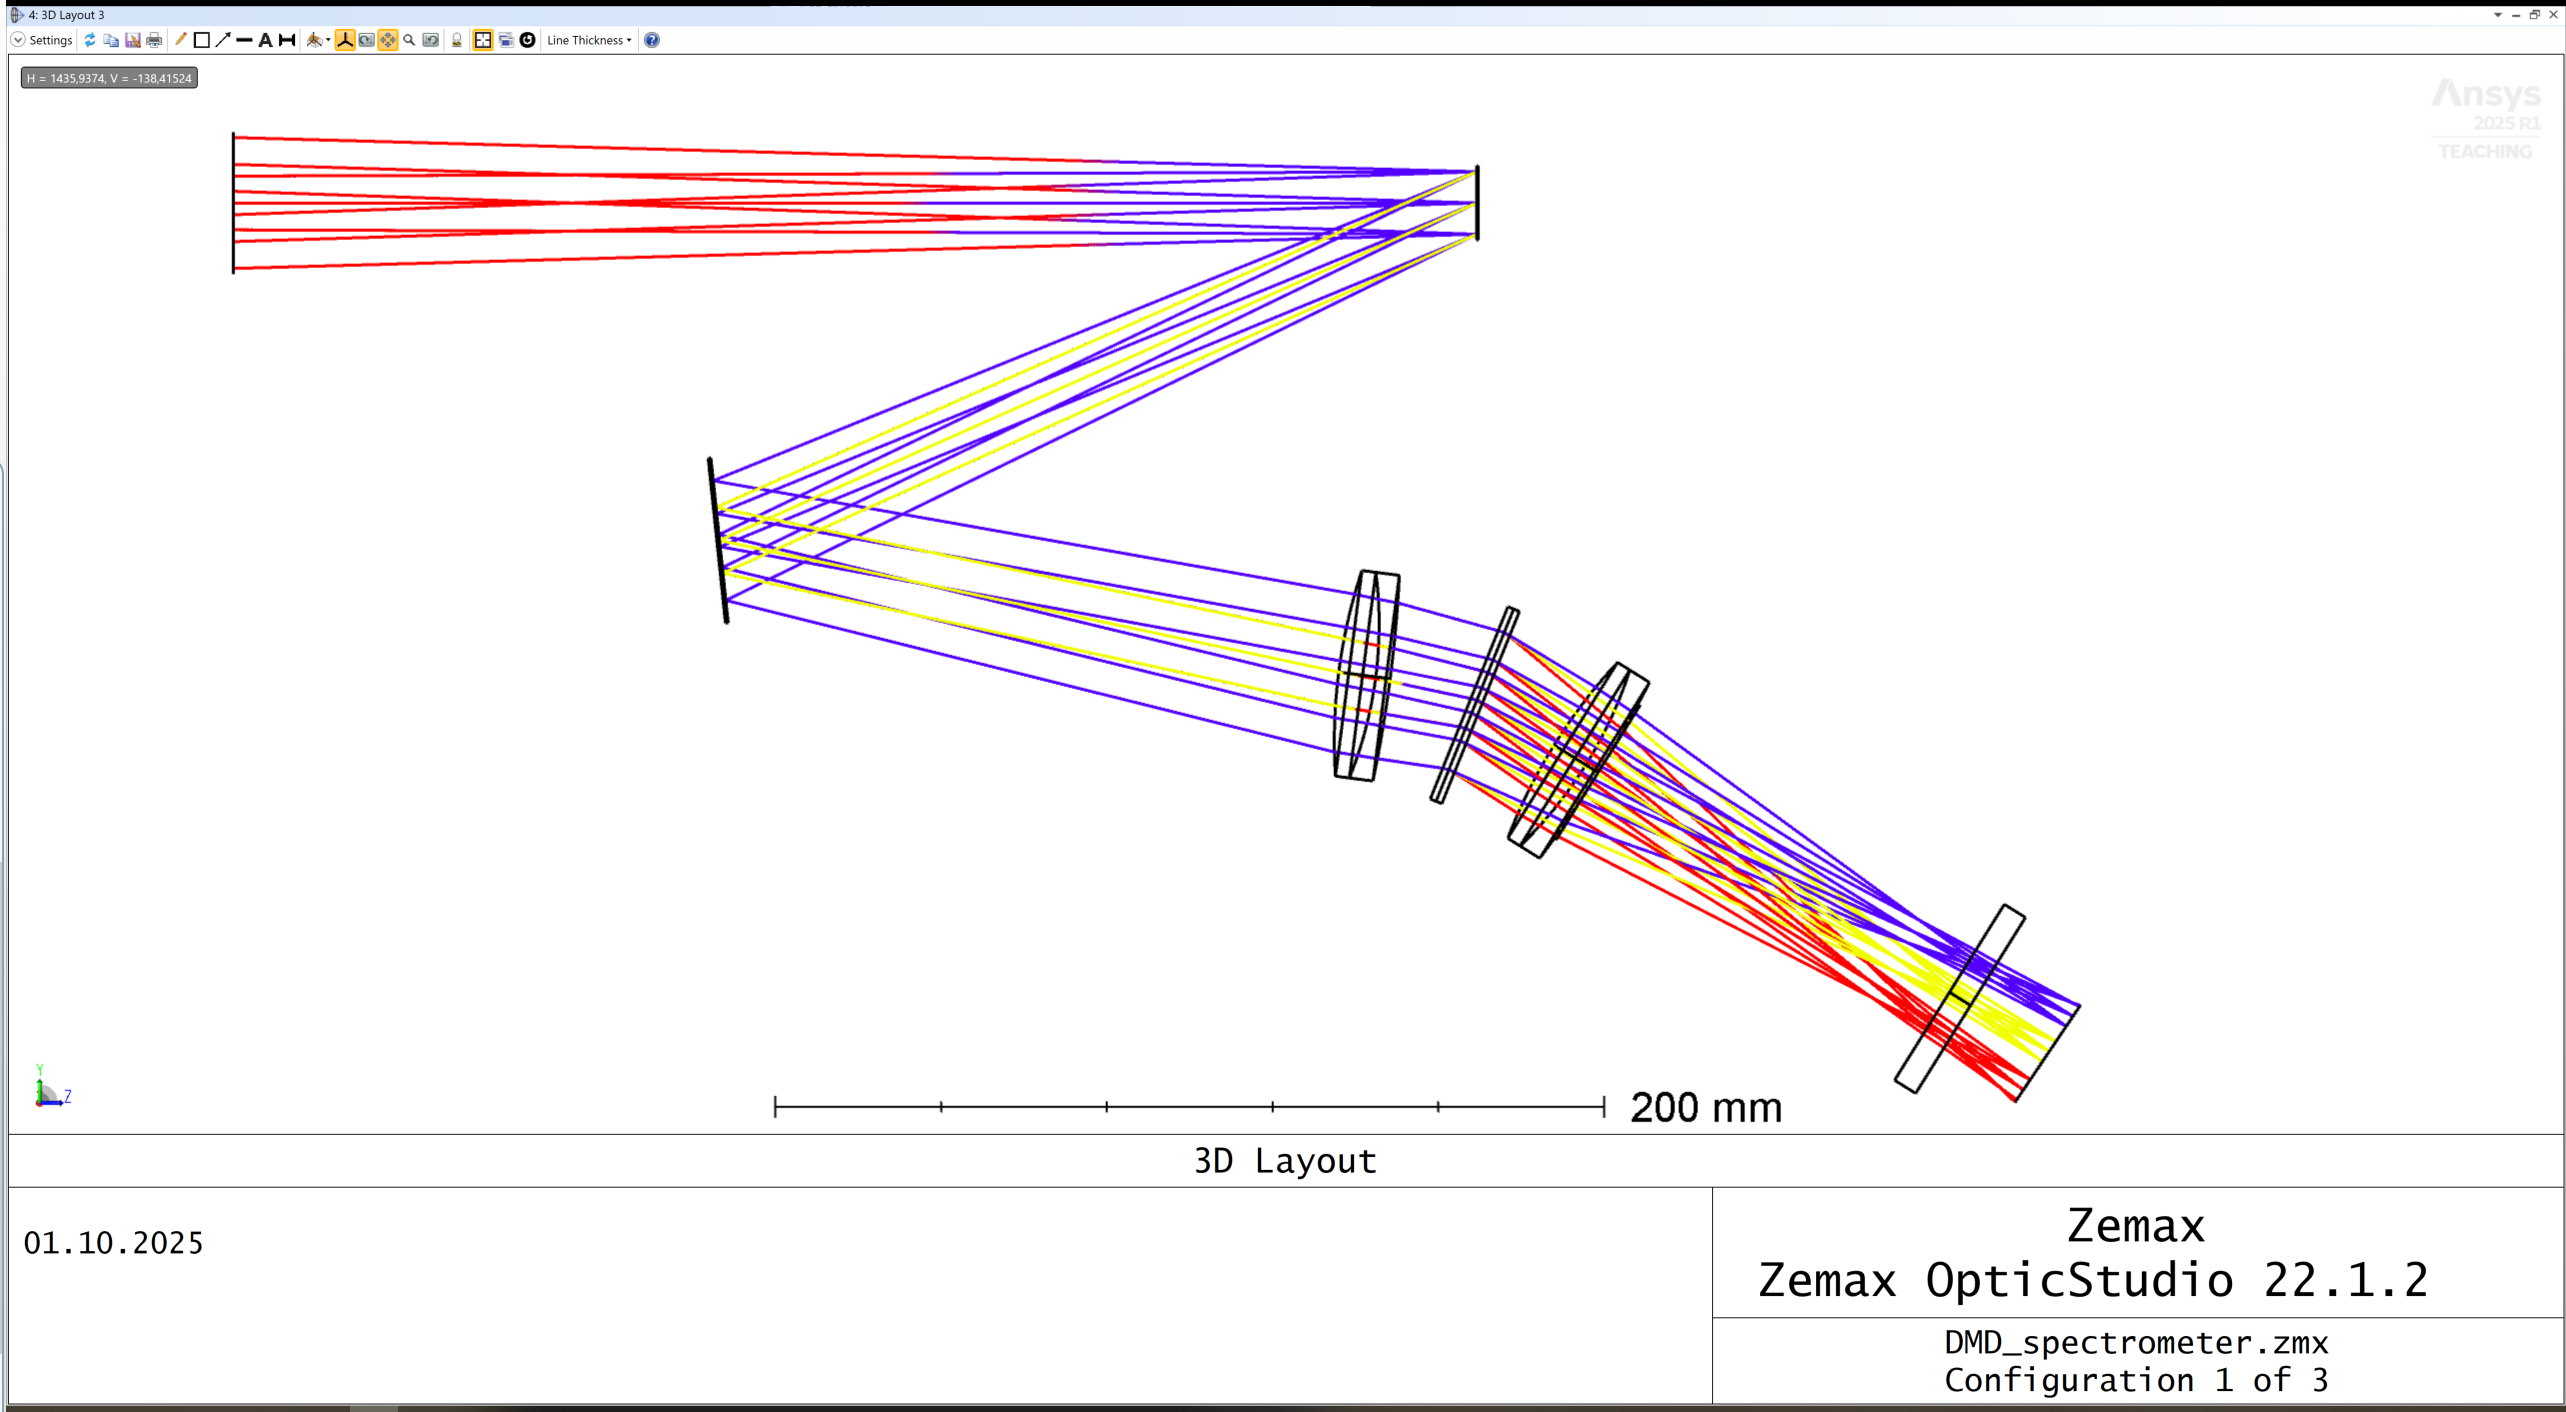 4: 3D Layout 3
Settings
Line Thickness
H = 1435,9374, V = -138,41524
Ansys
2025 R1
TEACHING
Y
Z
200 mm
3D Layout
01.10.2025
Zemax
Zemax OpticStudio 22.1.2
DMD_spectrometer.zmx
Configuration 1 of 3